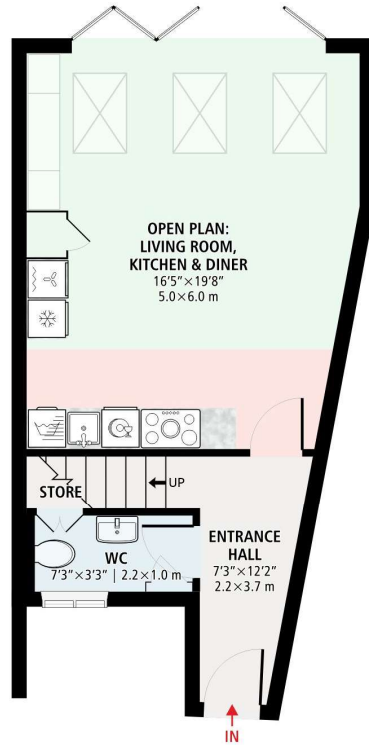 OPEN PLAN:
LIVING ROOM,
KITCHEN & DINER
16'5"×19'8"
5.0×6.0 m
STORE
UP
WC
7'3"×3'3" | 2.2×1.0 m
ENTRANCE
HALL
7'3"×12'2"
2.2×3.7 m
IN